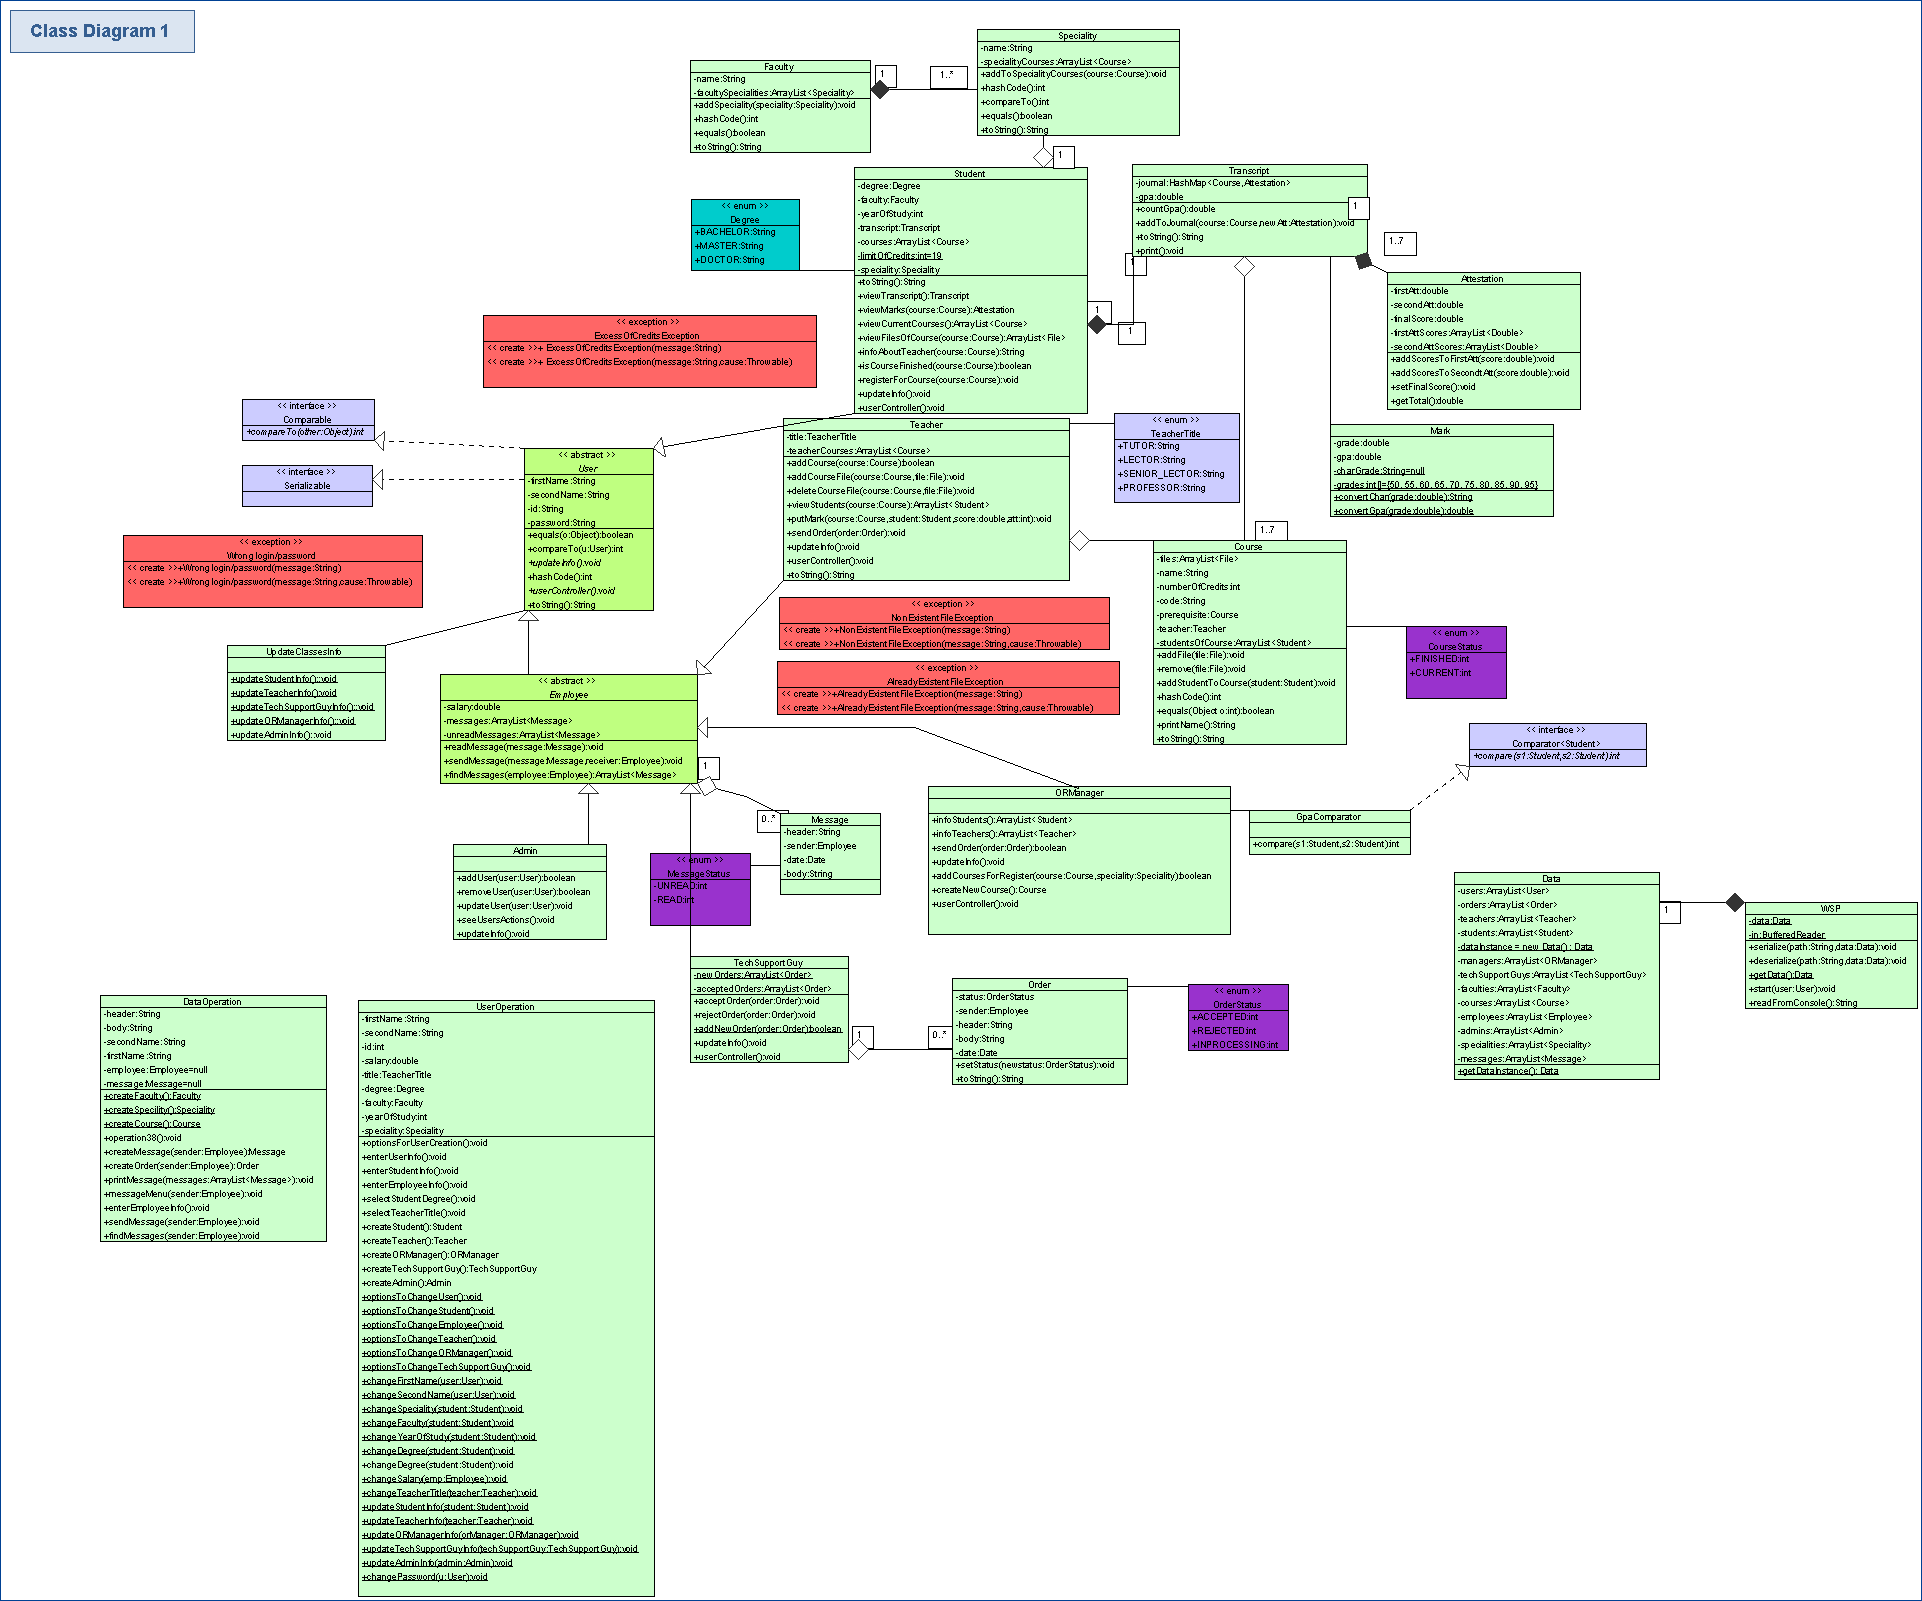 Class Diagram 1
Speciality
-name:String
-specialityCourses:ArrayList<Course>
+addToSpecialityCourses(course:Course):void
+hashCode():int
+compareTo():int
+equals():boolean
+toString():String
Faculty
-name:String
-facultySpecialities:ArrayList<Speciality>
+addSpeciality(speciality:Speciality):void
+hashCode():int
+equals():boolean
+toString():String
1
1..*
1
Student
-degree:Degree
-faculty:Faculty
-yearOfStudy:int
-transcript:Transcript
-courses:ArrayList<Course>
-limitOfCredits:int=19
-speciality:Speciality
+toString():String
+viewTranscript():Transcript
+viewMarks(course:Course):Attestation
+viewCurrentCourses():ArrayList<Course>
+viewFilesOfCourse(course:Course):ArrayList<File>
+infoAboutTeacher(course:Course):String
+isCourseFinished(course:Course):boolean
+registerForCourse(course:Course):void
+updateInfo():void
+userController():void
Transcript
-journal:HashMap<Course,Attestation>
-gpa:double
+countGpa():double
+addToJournal(course:Course,newAtt:Attestation):void
+toString():String
+print():void
1
1..7
1
1
1
<< enum >>
Degree
+BACHELOR:String
+MASTER:String
+DOCTOR:String
Attestation
-firstAtt:double
-secondAtt:double
-finalScore:double
-firstAttScores:ArrayList<Double>
-secondAttScores:ArrayList<Double>
+addScoresToFirstAtt(score:double):void
+addScoresToSecondtAtt(score:double):void
+setFinalScore():void
+getTotal():double
<< exception >>
ExcessOfCreditsException
<< create >>+ ExcessOfCreditsException(message:String)
<< create >>+ ExcessOfCreditsException(message:String,cause:Throwable)
<< interface >>
Comparable
+compareTo(other:Object):int
<< interface >>
Serializable
<< abstract >>
User
-firstName:String
-secondName:String
-id:String
-password:String
+equals(o:Object):boolean
+compareTo(u:User):int
+updateInfo():void
+hashCode():int
+userController():void
+toString():String
Teacher
-title:TeacherTitle
-teacherCourses:ArrayList<Course>
+addCourse(course:Course):boolean
+addCourseFile(course:Course,file:File):void
+deleteCourseFile(course:Course,file:File):void
+viewStudents(course:Course):ArrayList<Student>
+putMark(course:Course,student:Student,score:double,att:int):void
+sendOrder(order:Order):void
+updateInfo():void
+userController():void
+toString():String
<< enum >>
TeacherTitle
+TUTOR:String
+LECTOR:String
+SENIOR_LECTOR:String
+PROFESSOR:String
Mark
-grade:double
-gpa:double
-charGrade:String=null
-grades:int[]={50, 55, 60, 65, 70, 75, 80, 85, 90, 95}
+convertChar(grade:double):String
+convertGpa(grade:double):double
<< exception >>
Wrong login/password
<< create >>+Wrong login/password(message:String)
<< create >>+Wrong login/password(message:String,cause:Throwable)
1..7
Course
-files:ArrayList<File>
-name:String
-numberOfCredits:int
-code:String
-prerequisite:Course
-teacher:Teacher
-studentsOfCourse:ArrayList<Student>
+addFile(file:File):void
+remove(file:File):void
+addStudentToCourse(student:Student):void
+hashCode():int
+equals(Object o:int):boolean
+printName():String
+toString():String
<< exception >>
NonExistentFileException
<< create >>+NonExistentFileException(message:String)
<< create >>+NonExistentFileException(message:String,cause:Throwable)
<< exception >>
AlreadyExistentFileException
<< create >>+AlreadyExistentFileException(message:String)
<< create >>+AlreadyExistentFileException(message:String,cause:Throwable)
<< enum >>
CourseStatus
+FINISHED:int
+CURRENT:int
UpdateClassesInfo
+updateStudentInfo()::void
+updateTeacherInfo():void
+updateTechSupportGuyInfo()::void
+updateORManagerInfo()::void
+updateAdminInfo():void
<< abstract >>
Employee
-salary:double
-messages:ArrayList<Message>
-unreadMessages:ArrayList<Message>
+readMessage(message:Message):void
+sendMessage(message:Message,receiver:Employee):void
+findMessages(employee:Employee):ArrayList<Message>
1
0..*
<< interface >>
Comparator<Student>
+compare(s1:Student,s2:Student):int
ORManager
+infoStudents():ArrayList<Student>
+infoTeachers():ArrayList<Teacher>
+sendOrder(order:Order):boolean
+updateInfo():void
+addCoursesForRegister(course:Course,speciality:Speciality):boolean
+createNewCourse():Course
+userController():void
GpaComparator
+compare(s1:Student,s2:Student):int
Message
-header:String
-sender:Employee
-date:Date
-body:String
<< enum >>
MessageStatus
-UNREAD:int
-READ:int
Admin
+addUser(user:User):boolean
+removeUser(user:User):boolean
+updateUser(user:User):void
+seeUsersActions():void
+updateInfo():void
Data
-users:ArrayList<User>
-orders:ArrayList<Order>
-teachers:ArrayList<Teacher>
-students:ArrayList<Student>
-dataInstance = new Data() : Data
-managers:ArrayList<ORManager>
-techSupportGuys:ArrayList<TechSupportGuy>
-faculties:ArrayList<Faculty>
-courses:ArrayList<Course>
-employees:ArrayList<Employee>
-admins:ArrayList<Admin>
-specialities:ArrayList<Speciality>
-messages:ArrayList<Message>
+getDataInstance(): Data
1
WSP
-data:Data
-in:BufferedReader
+serialize(path:String,data:Data):void
+deserialize(path:String,data:Data):void
+getData():Data
+start(user:User):void
+readFromConsole():String
TechSupportGuy
-newOrders:ArrayList<Order>
-acceptedOrders:ArrayList<Order>
+acceptOrder(order:Order):void
+rejectOrder(order:Order):void
+addNewOrder(order:Order):boolean
+updateInfo():void
+userController():void
1
0..*
Order
-status:OrderStatus
-sender:Employee
-header:String
-body:String
-date:Date
+setStatus(newstatus:OrderStatus):void
+toString():String
<< enum >>
OrderStatus
+ACCEPTED:int
+REJECTED:int
+INPROCESSING:int
DataOperation
-header:String
-body:String
-secondName:String
-firstName:String
-employee:Employee=null
-message:Message=null
+createFaculty():Faculty
+createSpecility():Speciality
+createCourse():Course
+operation38():void
+createMessage(sender:Employee):Message
+createOrder(sender:Employee):Order
+printMessage(messages:ArrayList<Message>):void
+messageMenu(sender:Employee):void
+enterEmployeeInfo():void
+sendMessage(sender:Employee):void
+findMessages(sender:Employee):void
UserOperation
-firstName:String
-secondName:String
-id:int
-salary:double
-title:TeacherTitle
-degree:Degree
-faculty:Faculty
-yearOfStudy:int
-speciality:Speciality
+optionsForUserCreation():void
+enterUserInfo():void
+enterStudentInfo():void
+enterEmployeeInfo():void
+selectStudentDegree():void
+selectTeacherTitle():void
+createStudent():Student
+createTeacher():Teacher
+createORManager():ORManager
+createTechSupportGuy():TechSupportGuy
+createAdmin():Admin
+optionsToChangeUser():void
+optionsToChangeStudent():void
+optionsToChangeEmployee():void
+optionsToChangeTeacher():void
+optionsToChangeORManager():void
+optionsToChangeTechSupportGuy():void
+changeFirstName(user:User):void
+changeSecondName(user:User):void
+changeSpeciality(student:Student):void
+changeFaculty(student:Student):void
+changeYearOfStudy(student:Student):void
+changeDegree(student:Student):void
+changeDegree(student:Student):void
+changeSalary(emp:Employee):void
+changeTeacherTitle(teacher:Teacher):void
+updateStudentInfo(student:Student):void
+updateTeacherInfo(teacher:Teacher):void
+updateORManagerInfo(orManager:ORManager):void
+updateTechSupportGuyInfo(techSupportGuy:TechSupportGuy):void
+updateAdminInfo(admin:Admin):void
+changePassword(u:User):void